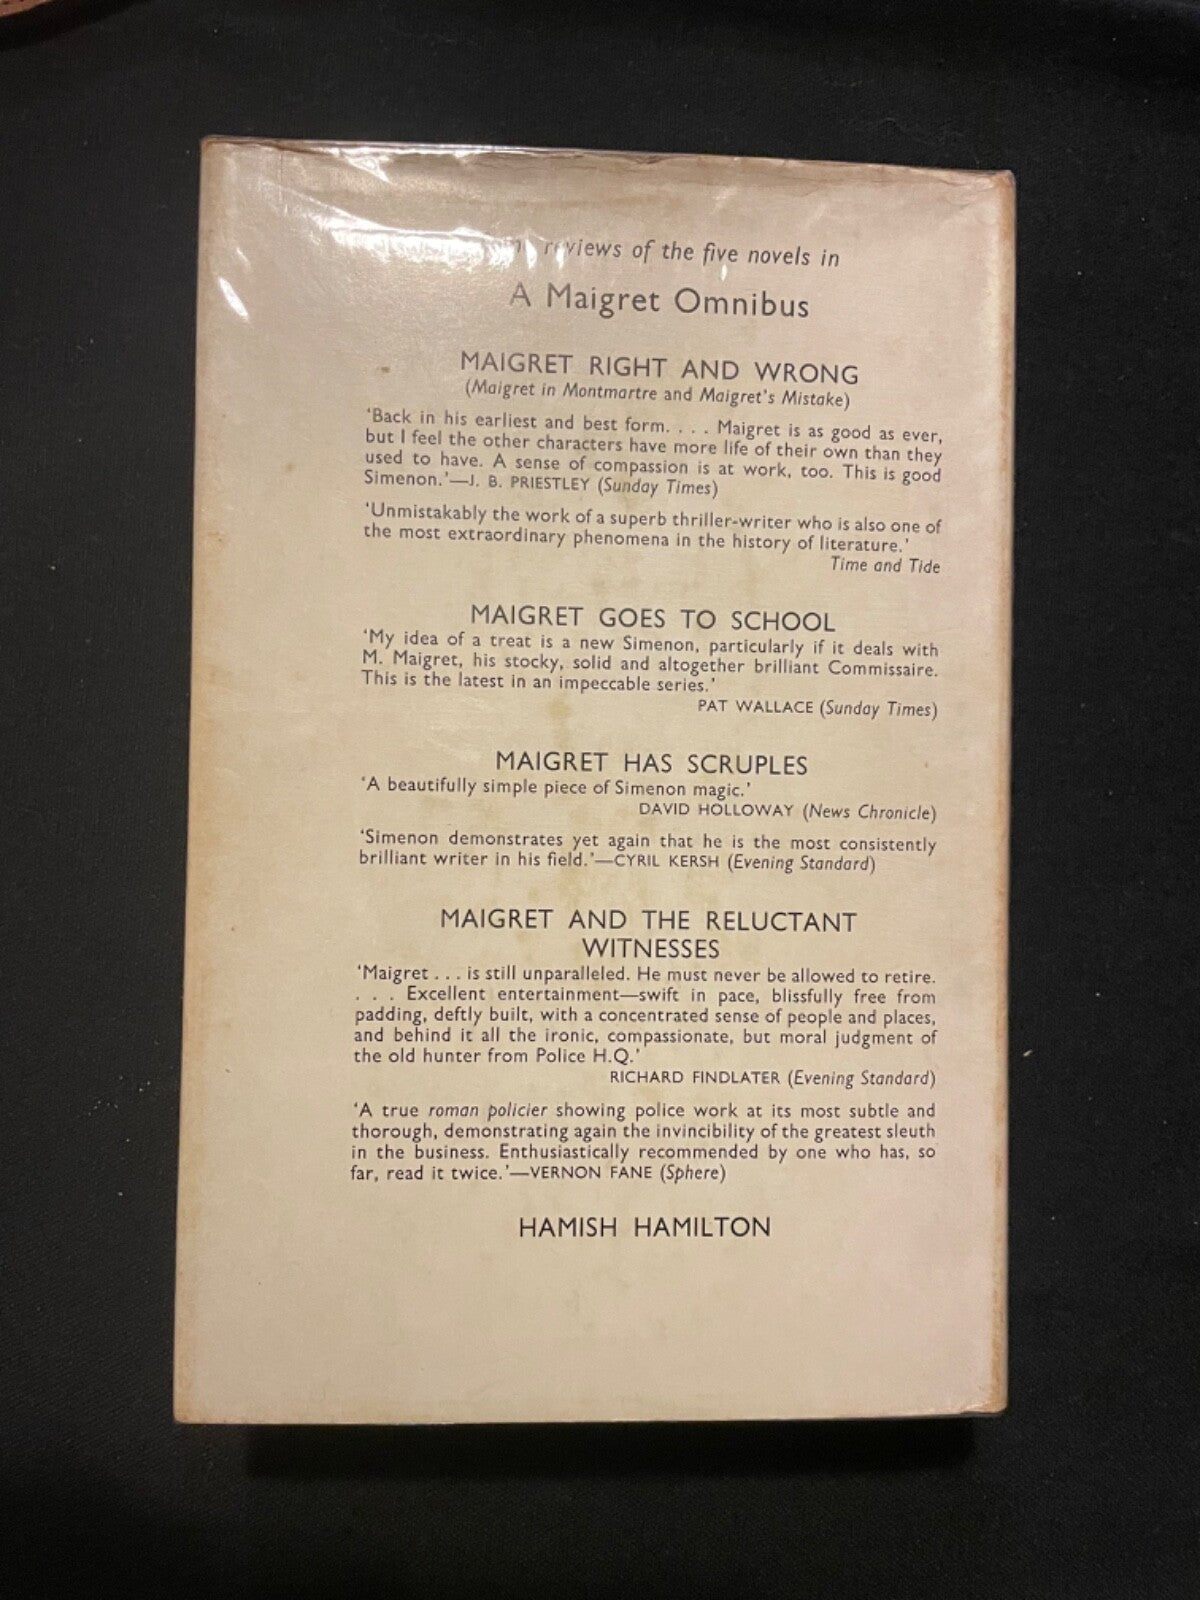 reviews of the five novels in
A Maigret Omnibus
MAIGRET RIGHT AND WRONG
(Maigret in Montmartre and Maigret's Mistake)
'Back in his earliest and best form. . . . Maigret is as good as ever,
but I feel the other characters have more life of their own than they
used to have. A sense of compassion is at work, too. This is good
Simenon.'—J. B. PRIESTLEY (Sunday Times)
'Unmistakably the work of a superb thriller-writer who is also one of
the most extraordinary phenomena in the history of literature.'
Time and Tide
MAIGRET GOES TO SCHOOL
'My idea of a treat is a new Simenon, particularly if it deals with
M. Maigret, his stocky, solid and altogether brilliant Commissaire.
This is the latest in an impeccable series.'
PAT WALLACE (Sunday Times)
MAIGRET HAS SCRUPLES
'A beautifully simple piece of Simenon magic.'
DAVID HOLLOWAY (News Chronicle)
'Simenon demonstrates yet again that he is the most consistently
brilliant writer in his field.'—CYRIL KERSH (Evening Standard)
MAIGRET AND THE RELUCTANT
WITNESSES
'Maigret . . . is still unparalleled. He must never be allowed to retire.
. . . Excellent entertainment—swift in pace, blissfully free from
padding, deftly built, with a concentrated sense of people and places,
and behind it all the ironic, compassionate, but moral judgment of
the old hunter from Police H.Q.'
RICHARD FINDLATER (Evening Standard)
'A true roman policier showing police work at its most subtle and
thorough, demonstrating again the invincibility of the greatest sleuth
in the business. Enthusiastically recommended by one who has, so
far, read it twice.'—VERNON FANE (Sphere)
HAMISH HAMILTON